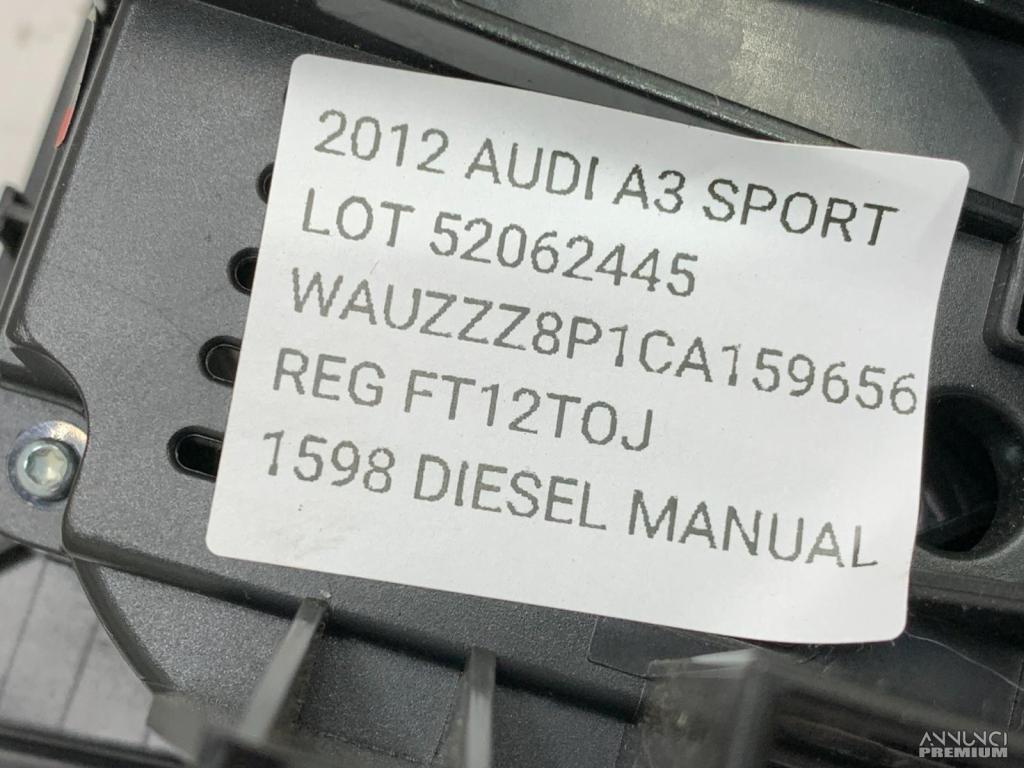 2012 AUDI A3 SPORT
LOT 52062445
WAUZZZ8P1CA159656
REG FT12TOJ
1598 DIESEL MANUAL
ANNUNCI
PREMIUM